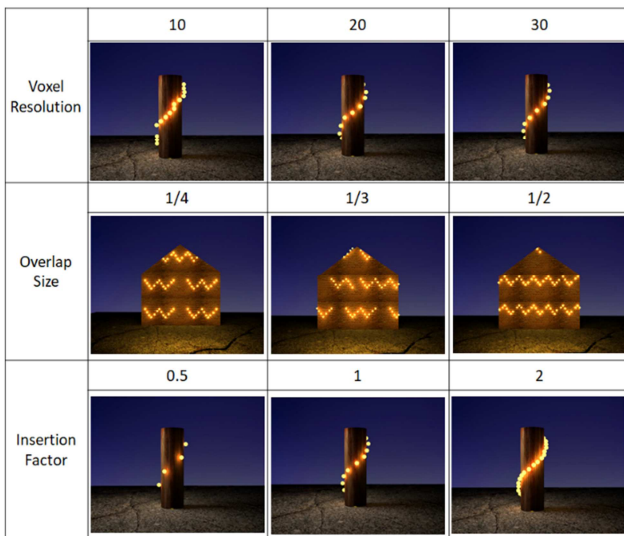 10 20 30
Voxel
Resolution
1/4 1/3 1/2
Overlap
Size
0.5 1 2
Insertion
Factor